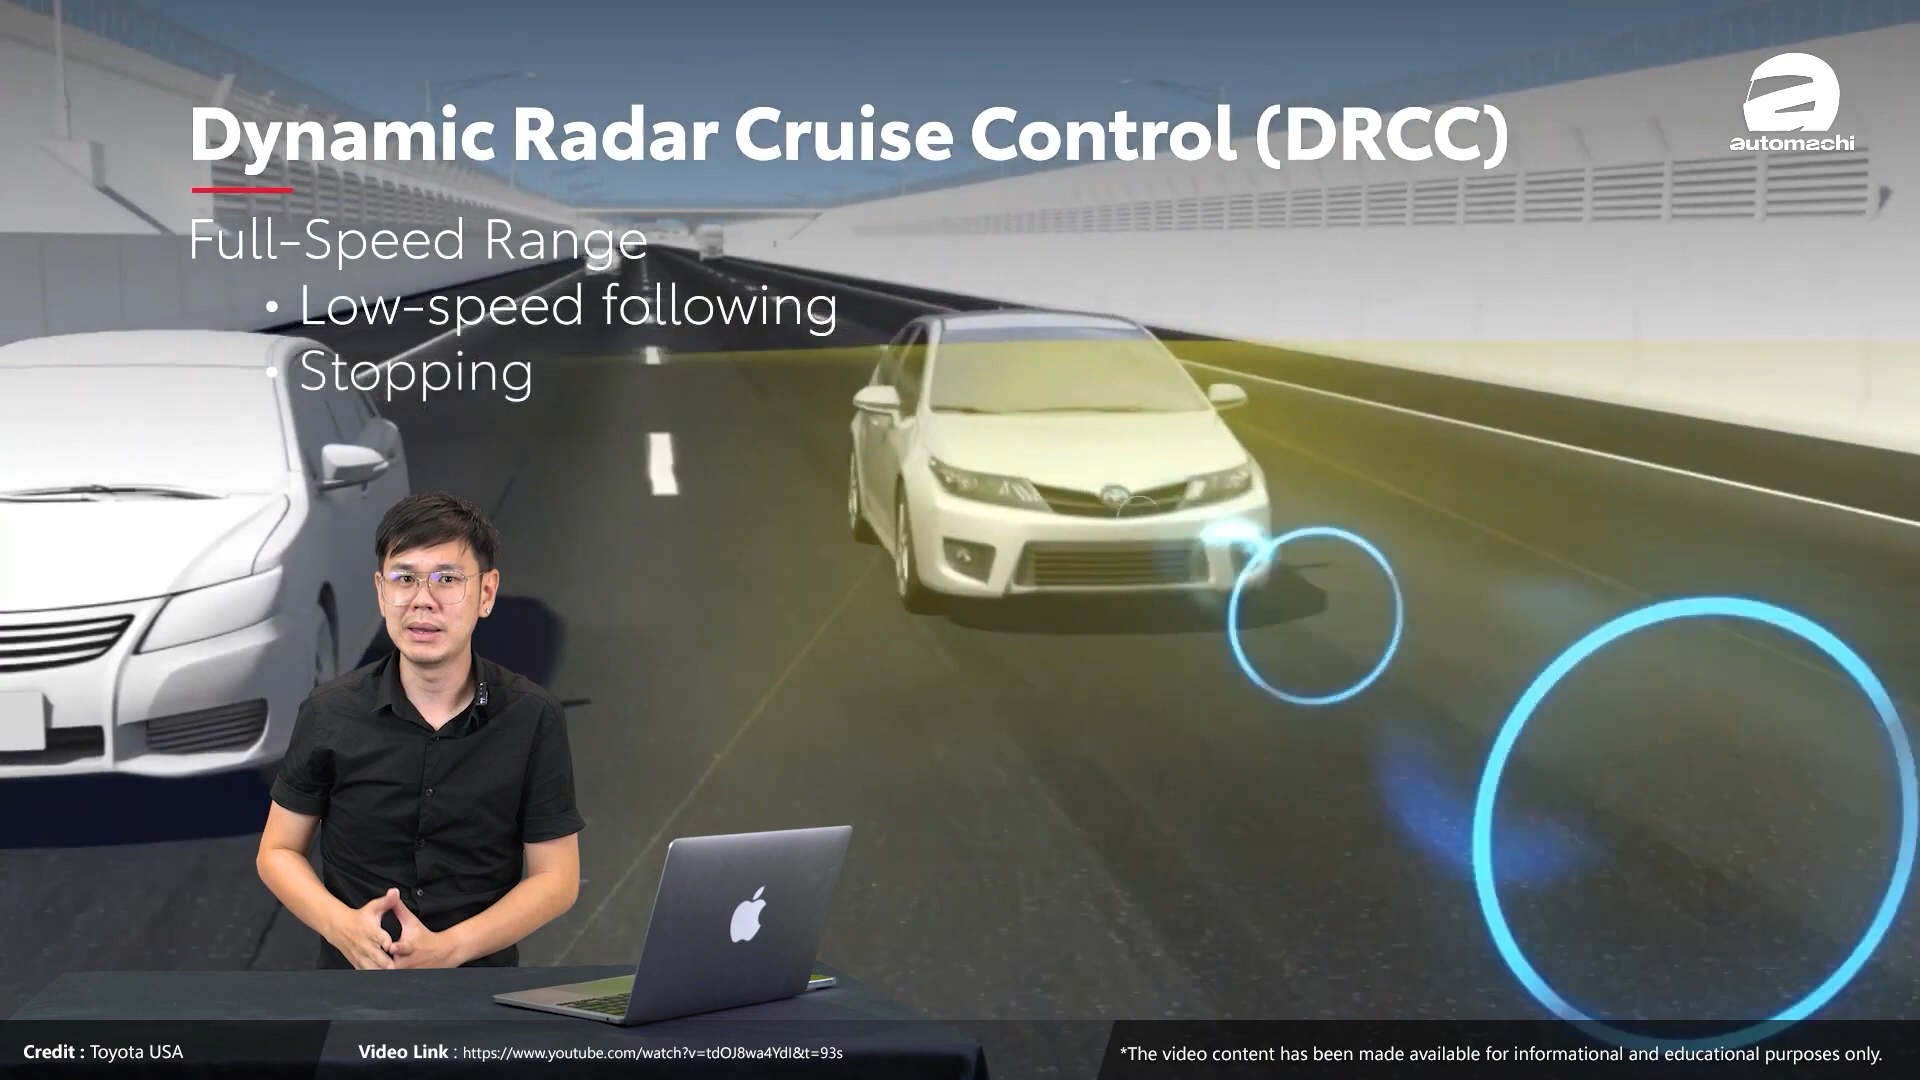 Dynamic Radar Cruise Control (DRCC)
automachi
Full-Speed Range
• Low-speed following
• Stopping
Credit : Toyota USA
Video Link : https://www.youtube.com/watch?v=tdOJ8wa4YdI&t=93s
*The video content has been made available for informational and educational purposes only.